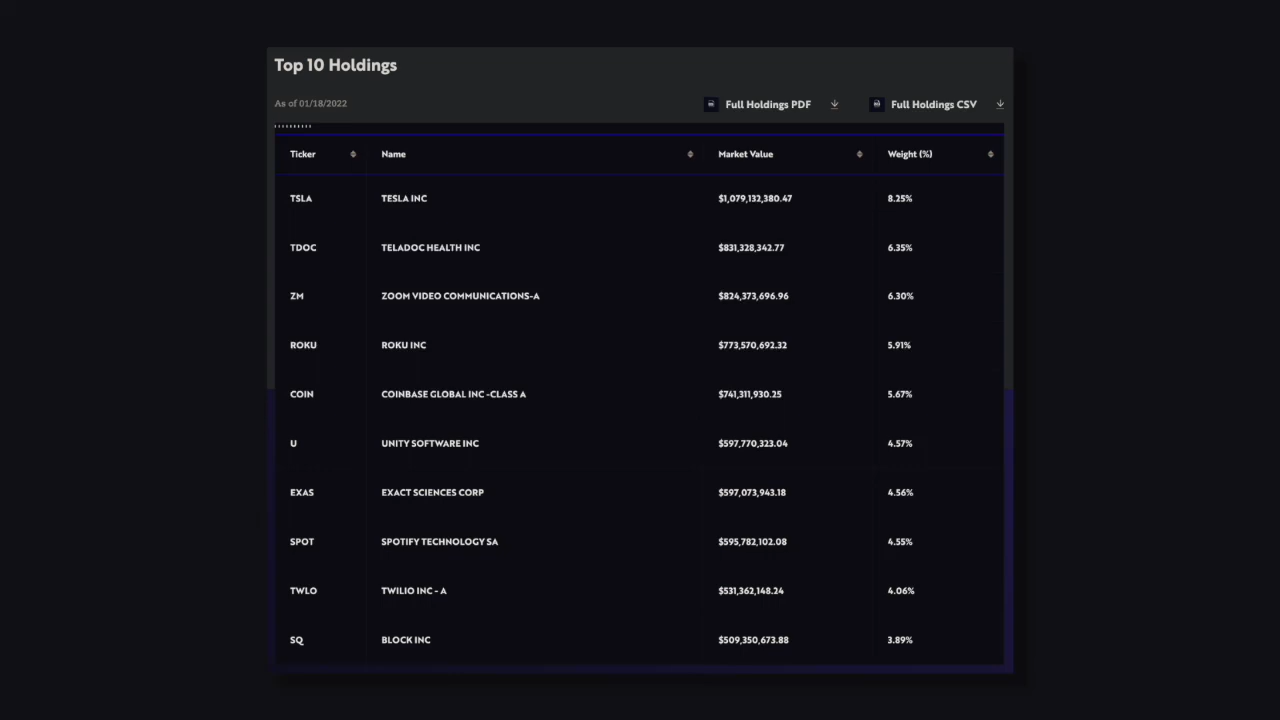 Top 10 Holdings
As of 01/18/2022 Full Holdings PDF Full Holdings CSV
Ticker Name Market Value Weight (%)
TSLA TESLA INC $1,079,132,380.47 8.25%
TDOC TELADOC HEALTH INC $831,328,342.77 6.35%
ZM ZOOM VIDEO COMMUNICATIONS-A $824,373,696.96 6.30%
ROKU ROKU INC $773,570,692.32 5.91%
COIN COINBASE GLOBAL INC -CLASS A $741,311,930.25 5.67%
U UNITY SOFTWARE INC $597,770,323.04 4.57%
EXAS EXACT SCIENCES CORP $597,073,943.18 4.56%
SPOT SPOTIFY TECHNOLOGY SA $595,782,102.08 4.55%
TWLO TWILIO INC - A $531,362,148.24 4.06%
SQ BLOCK INC $509,350,673.88 3.89%